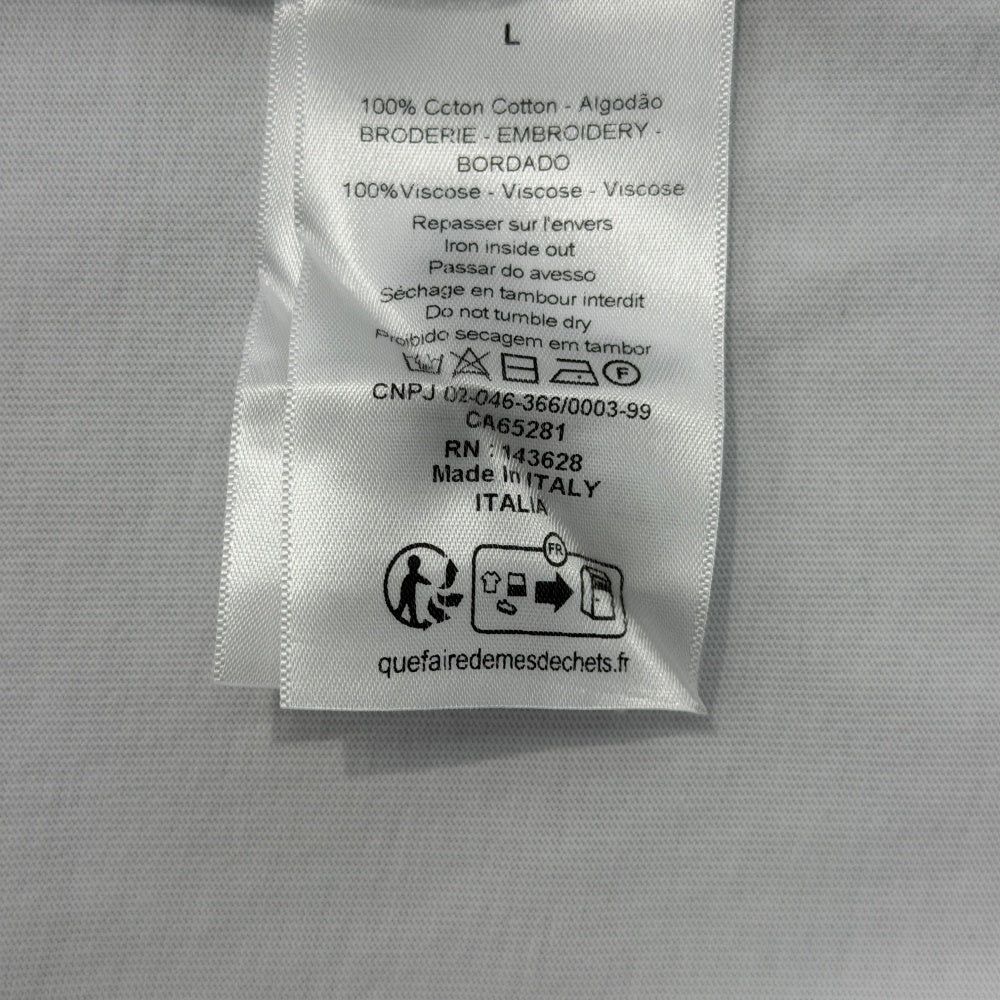 L
100% Ccton Cotton - Algodão
BRODERIE - EMBROIDERY -
BORDADO
100%Viscose - Viscose - Viscose
Repasser sur l'envers
Iron inside out
Passar do avesso
Séchage en tambour interdit
Do not tumble dry
Proibido secagem em tambor
F
CNPJ 02-046-366/0003-99
CA65281
RN : 143628
Made In ITALY
ITALIA
FR
quefairedemesdechets.fr